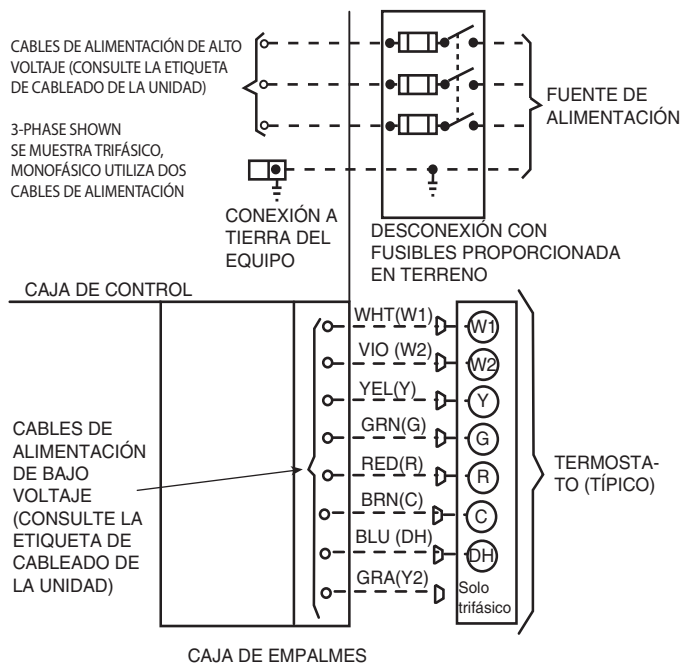 CABLES DE ALIMENTACIÓN DE ALTO
VOLTAJE (CONSULTE LA ETIQUETA
DE CABLEADO DE LA UNIDAD)
3-PHASE SHOWN
SE MUESTRA TRIFÁSICO,
MONOFÁSICO UTILIZA DOS
CABLES DE ALIMENTACIÓN
FUENTE DE
ALIMENTACIÓN
CONEXIÓN A
TIERRA DEL
EQUIPO
DESCONEXIÓN CON
FUSIBLES PROPORCIONADA
EN TERRENO
CAJA DE CONTROL
WHT(W1)
W1
VIO (W2)
W2
YEL(Y)
Y
GRN(G)
G
RED(R)
R
BRN(C)
C
BLU (DH)
DH
GRA(Y2)
Solo
trifásico
CABLES DE
ALIMENTACIÓN
DE BAJO
VOLTAJE
(CONSULTE LA
ETIQUETA DE
CABLEADO DE
LA UNIDAD)
TERMOSTA-
TO (TÍPICO)
CAJA DE EMPALMES